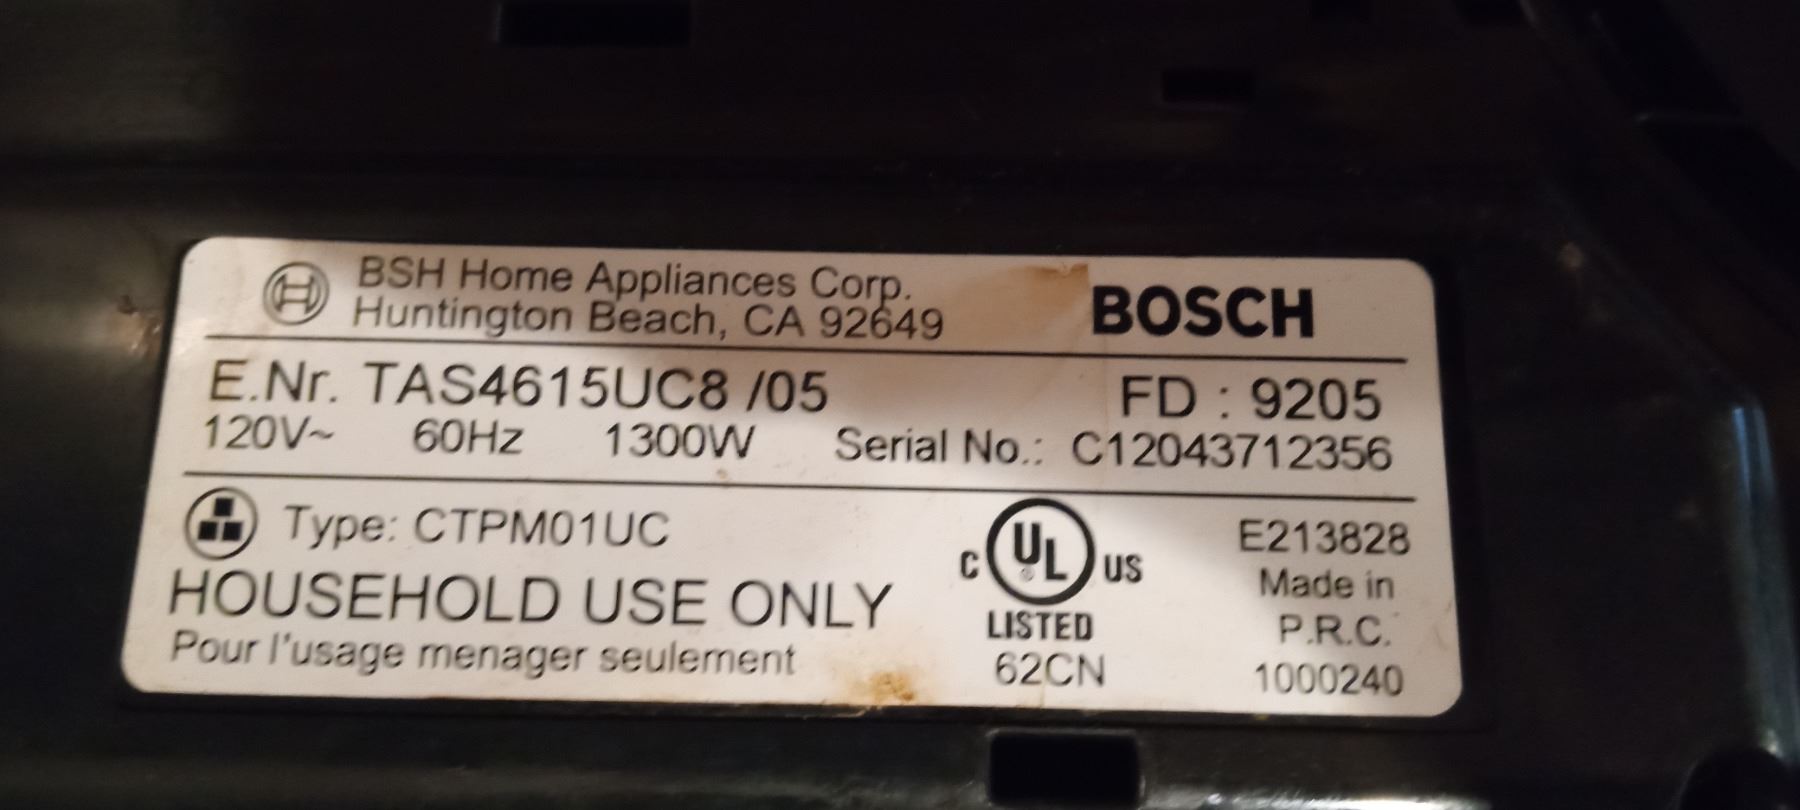 BSH Home Appliances Corp.
Huntington Beach, CA 92649
BOSCH
E.Nr. TAS4615UC8 /05 FD : 9205
120V~ 60Hz 1300W Serial No.: C12043712356
Type: CTPM01UC
HOUSEHOLD USE ONLY
Pour l'usage menager seulement
C UL ® US
LISTED
62CN
E213828
Made in
P.R.C.
1000240